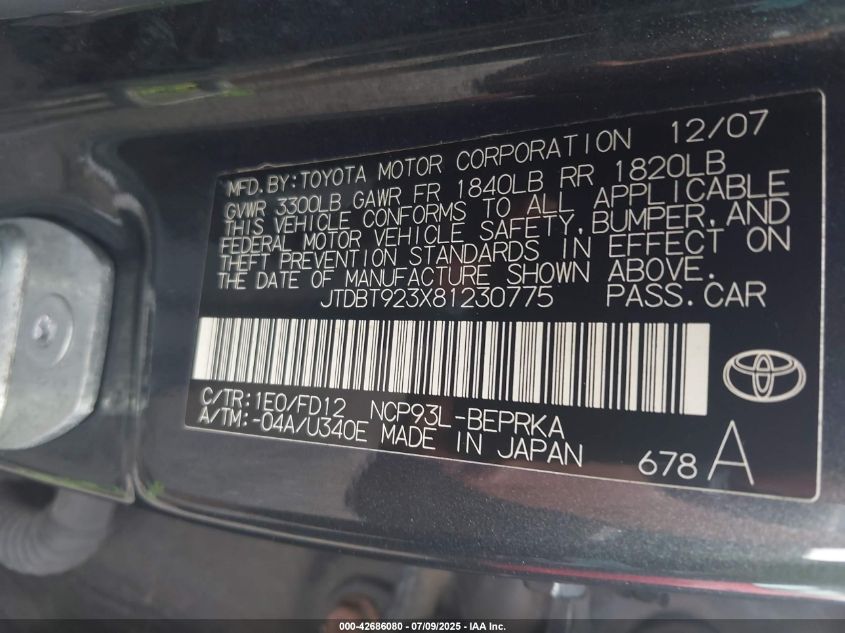 MFD.BY:TOYOTA MOTOR CORPORATION 12/07
GVWR 3300LB GAWR FR 1840LB RR 1820LB
THIS VEHICLE CONFORMS TO ALL APPLICABLE
FEDERAL MOTOR VEHICLE SAFETY,BUMPER,AND
THEFT PREVENTION STANDARDS IN EFFECT ON
THE DATE OF MANUFACTURE SHOWN ABOVE.
JTDBT923X81230775 PASS.CAR
C/TR:1E0/FD12 NCP93L-BEPRKA
A/TM:-04A/U340E MADE IN JAPAN
678 A
000-42686080 - 07/09/2025 - IAA Inc.